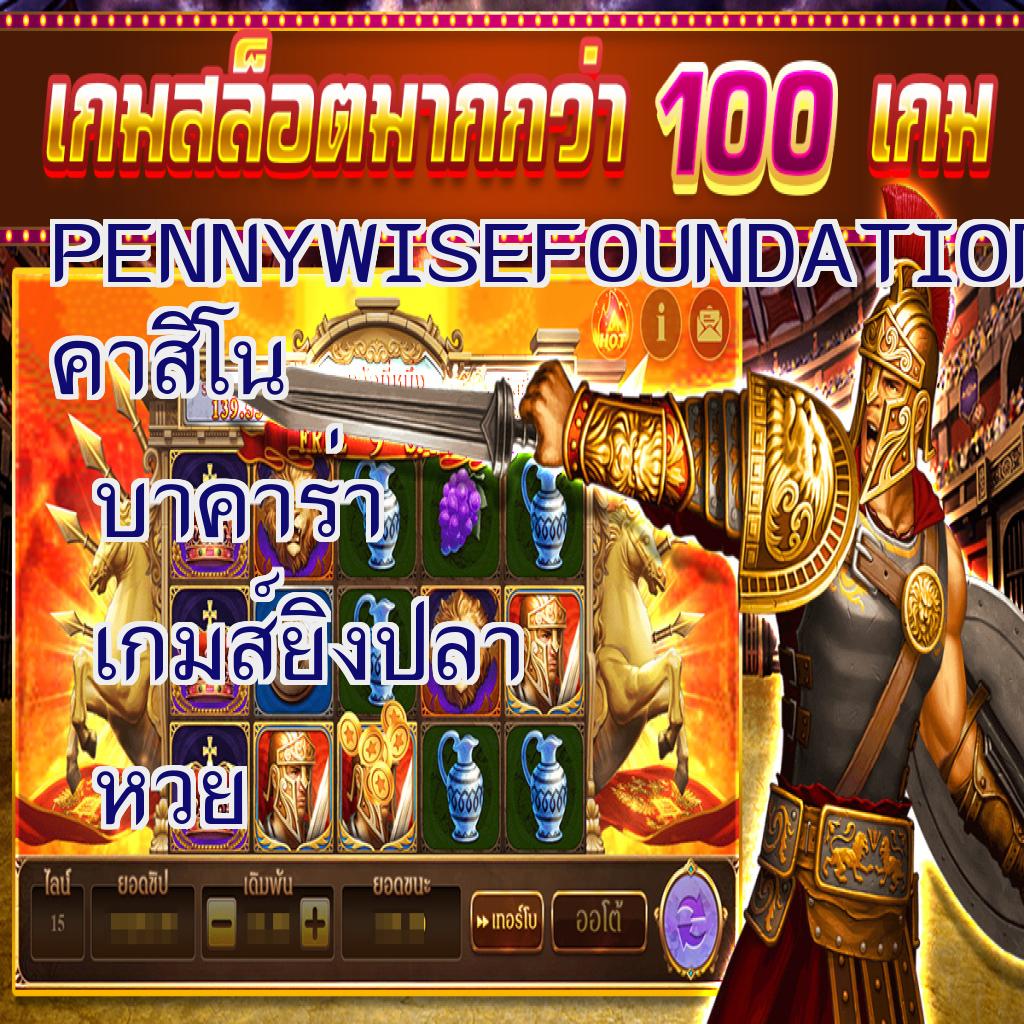 เกมสล็อตมากกว่า 100 เกม
PENNYWISEFOUNDATION
คาสิโน
HOT
139.55
บาคาร่า
เกมส์ยิงปลา
หวย
ไลน์ ยอดชิป เดิมพัน ยอดชนะ
15 - + เทอร์โบ ออโต้